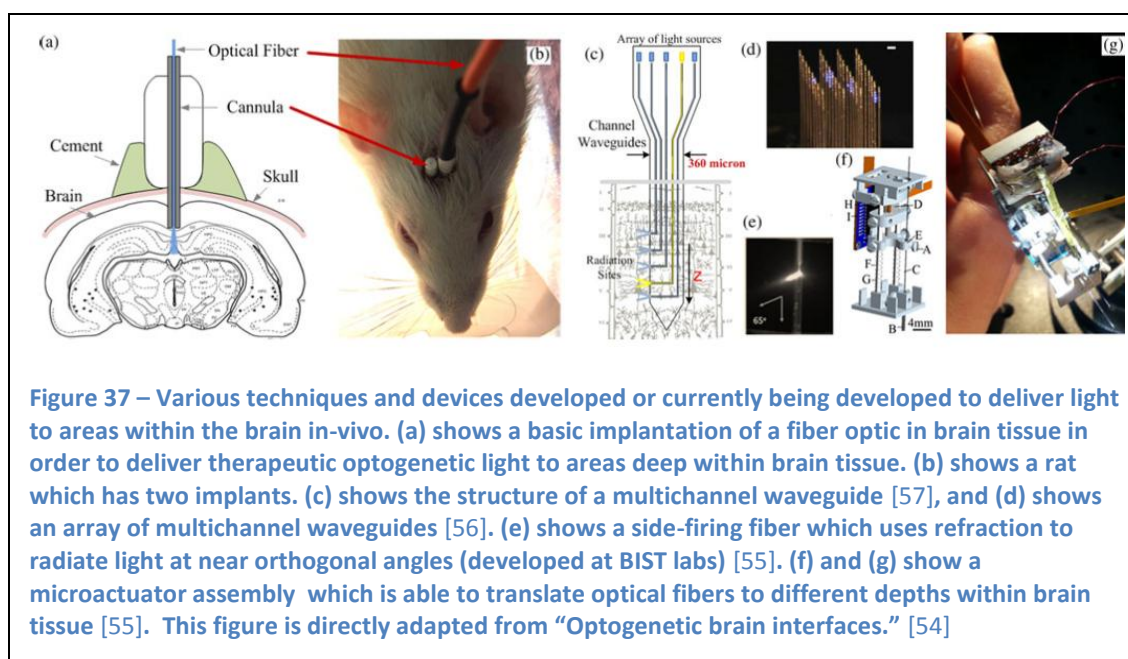 (a)
Optical Fiber
Cannula
Cement
Skull
Brain
(b)
(c)
Array of light sources
Channel
Waveguides
360 micron
Radiation
Sites
Z
(d)
(e)
65°
(f)
H
I
D
E
A
F
G
C
B
4mm
(g)
Figure 37 – Various techniques and devices developed or currently being developed to deliver light
to areas within the brain in-vivo. (a) shows a basic implantation of a fiber optic in brain tissue in
order to deliver therapeutic optogenetic light to areas deep within brain tissue. (b) shows a rat
which has two implants. (c) shows the structure of a multichannel waveguide [57], and (d) shows
an array of multichannel waveguides [56]. (e) shows a side-firing fiber which uses refraction to
radiate light at near orthogonal angles (developed at BIST labs) [55]. (f) and (g) show a
microactuator assembly which is able to translate optical fibers to different depths within brain
tissue [55]. This figure is directly adapted from “Optogenetic brain interfaces.” [54]